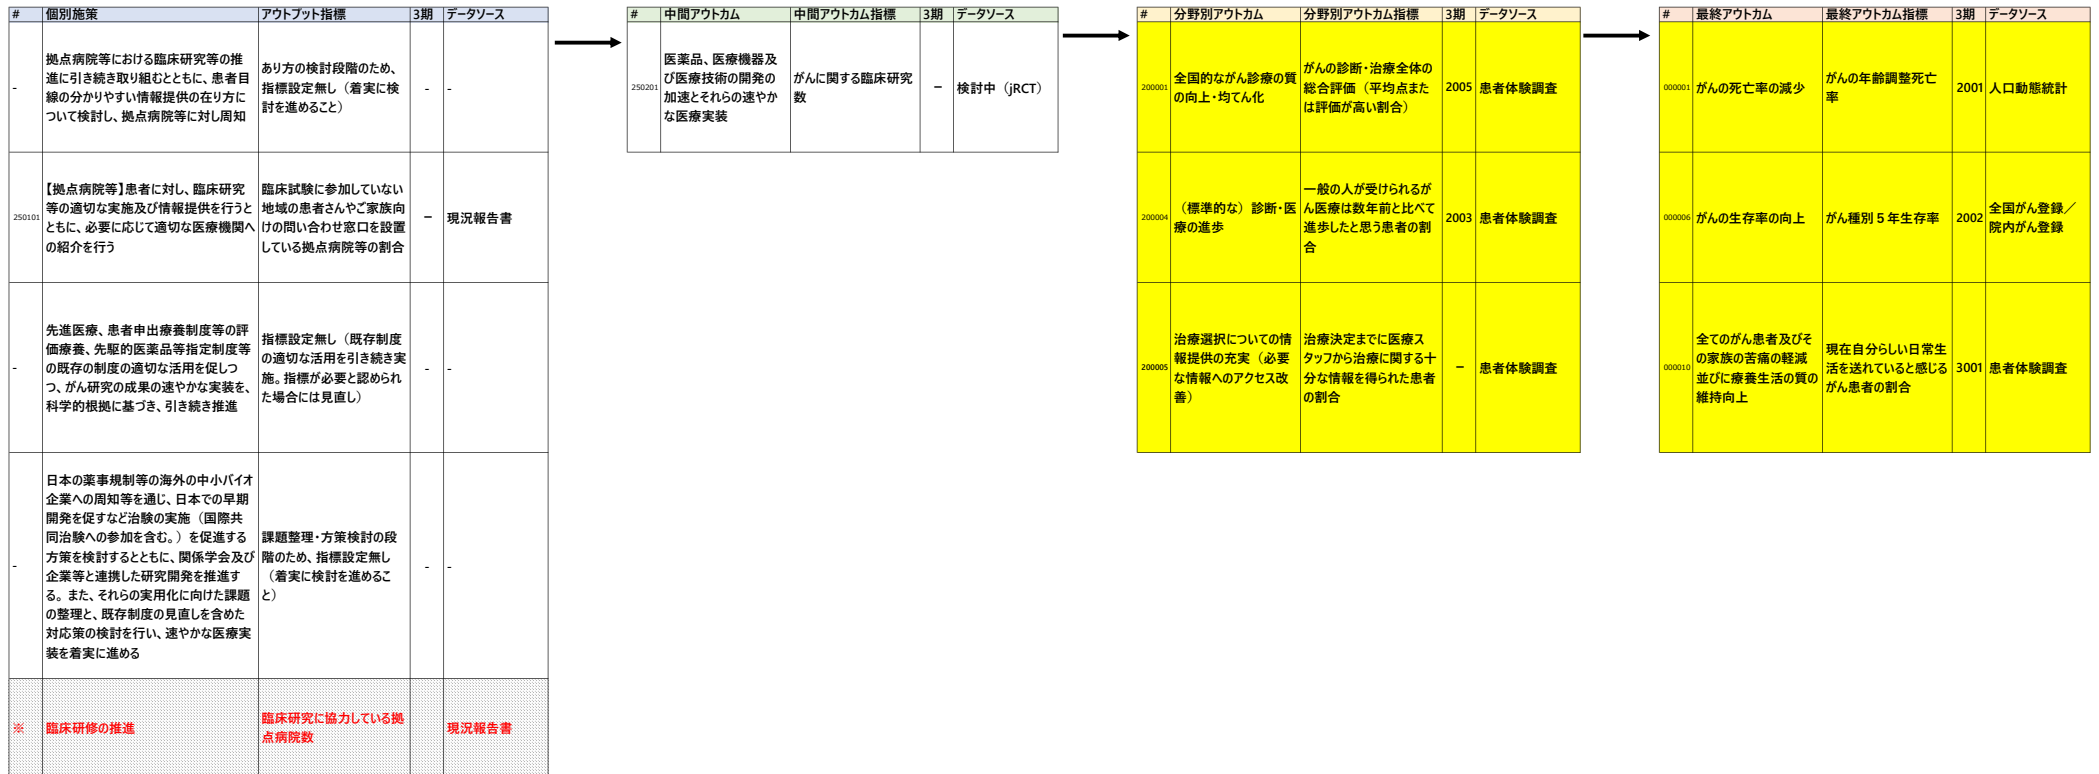 # 個別施策 アウトプット指標 3期 データソース
-
拠点病院等における臨床研究等の推
進に引き続き取り組むとともに、患者目
線の分かりやすい情報提供の在り方に
ついて検討し、拠点病院等に対し周知
あり方の検討段階のため、
指標設定無し（着実に検
討を進めること）
-
-
250101
【拠点病院等】患者に対し、臨床研究
等の適切な実施及び情報提供を行うと
ともに、必要に応じて適切な医療機関へ
の紹介を行う
臨床試験に参加していない
地域の患者さんやご家族向
けの問い合わせ窓口を設置
している拠点病院等の割合
－
現況報告書
-
先進医療、患者申出療養制度等の評
価療養、先駆的医薬品等指定制度等
の既存の制度の適切な活用を促しつ
つ、がん研究の成果の速やかな実装を、
科学的根拠に基づき、引き続き推進
指標設定無し（既存制度
の適切な活用を引き続き実
施。指標が必要と認められ
た場合には見直し）
-
-
-
日本の薬事規制等の海外の中小バイオ
企業への周知等を通じ、日本での早期
開発を促すなど治験の実施（国際共
同治験への参加を含む。）を促進する
方策を検討するとともに、関係学会及び
企業等と連携した研究開発を推進す
る。また、それらの実用化に向けた課題
の整理と、既存制度の見直しを含めた
対応策の検討を行い、速やかな医療実
装を着実に進める
課題整理・方策検討の段
階のため、指標設定無し
（着実に検討を進めるこ
と）
-
-
※
臨床研修の推進
臨床研究に協力している拠
点病院数
現況報告書
# 中間アウトカム 中間アウトカム指標 3期 データソース
250201
医薬品、医療機器及
び医療技術の開発の
加速とそれらの速やか
な医療実装
がんに関する臨床研究
数
－
検討中（jRCT）
# 分野別アウトカム 分野別アウトカム指標 3期 データソース
200001
全国的ながん診療の質
の向上・均てん化
がんの診断・治療全体の
総合評価（平均点また
は評価が高い割合）
2005
患者体験調査
200004
（標準的な）診断・医
療の進歩
一般の人が受けられるが
ん医療は数年前と比べて
進歩したと思う患者の割
合
2003
患者体験調査
200005
治療選択についての情
報提供の充実（必要
な情報へのアクセス改
善）
治療決定までに医療ス
タッフから治療に関する十
分な情報を得られた患者
の割合
－
患者体験調査
# 最終アウトカム 最終アウトカム指標 3期 データソース
000001
がんの死亡率の減少
がんの年齢調整死亡
率
2001
人口動態統計
000006
がんの生存率の向上
がん種別５年生存率
2002
全国がん登録／
院内がん登録
000010
全てのがん患者及びそ
の家族の苦痛の軽減
並びに療養生活の質の
維持向上
現在自分らしい日常生
活を送れていると感じる
がん患者の割合
3001
患者体験調査